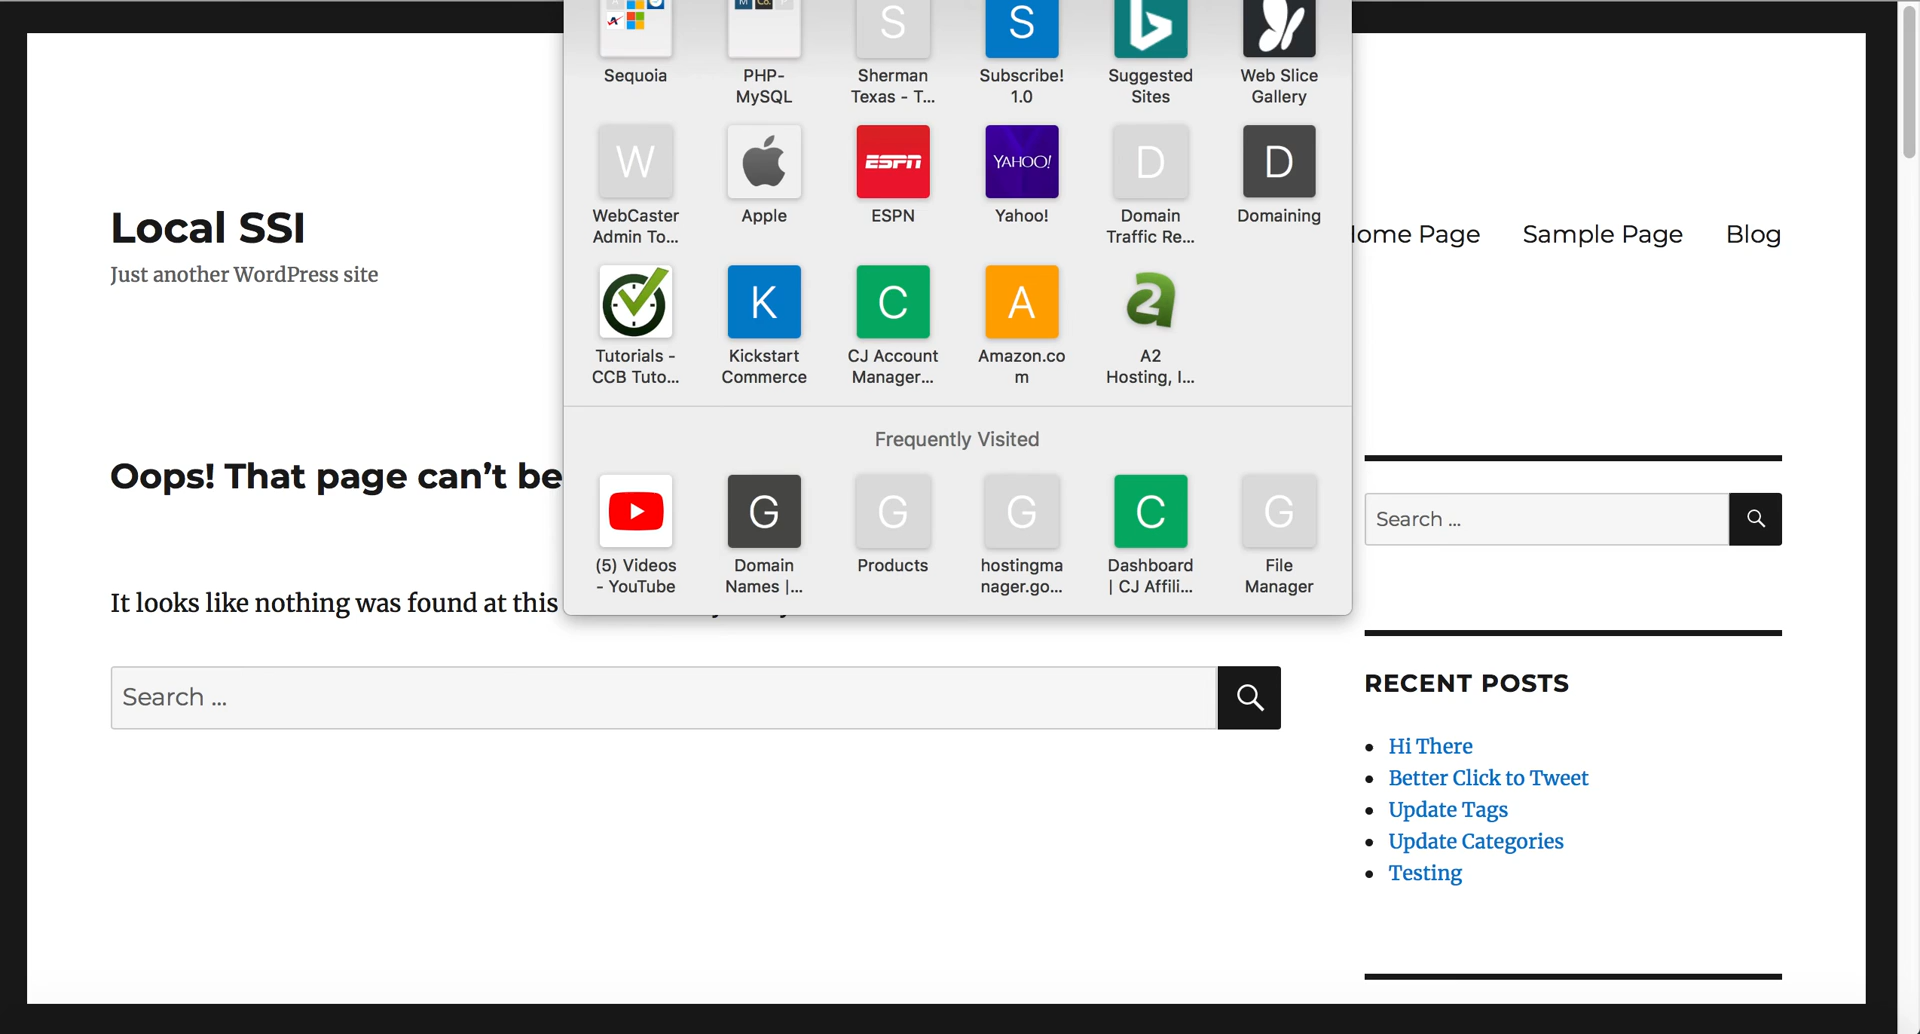 S
S
Sequoia
PHP-
MySQL
Sherman
Texas - T...
Subscribe!
1.0
Suggested
Sites
Web Slice
Gallery
W
ESPN
YAHOO!
D
D
WebCaster
Admin To...
Apple
ESPN
Yahoo!
Domain
Traffic Re...
Domaining
Local SSI
Just another WordPress site
Home Page
Sample Page
Blog
K
C
A
Tutorials -
CCB Tuto...
Kickstart
Commerce
CJ Account
Manager...
Amazon.co
m
A2
Hosting, I...
Frequently Visited
G
G
G
C
G
(5) Videos
- YouTube
Domain
Names |...
Products
hostingma
nager.go...
Dashboard
| CJ Affili...
File
Manager
Oops! That page can’t be
It looks like nothing was found at this
Search ...
Search ...
RECENT POSTS
Hi There
Better Click to Tweet
Update Tags
Update Categories
Testing